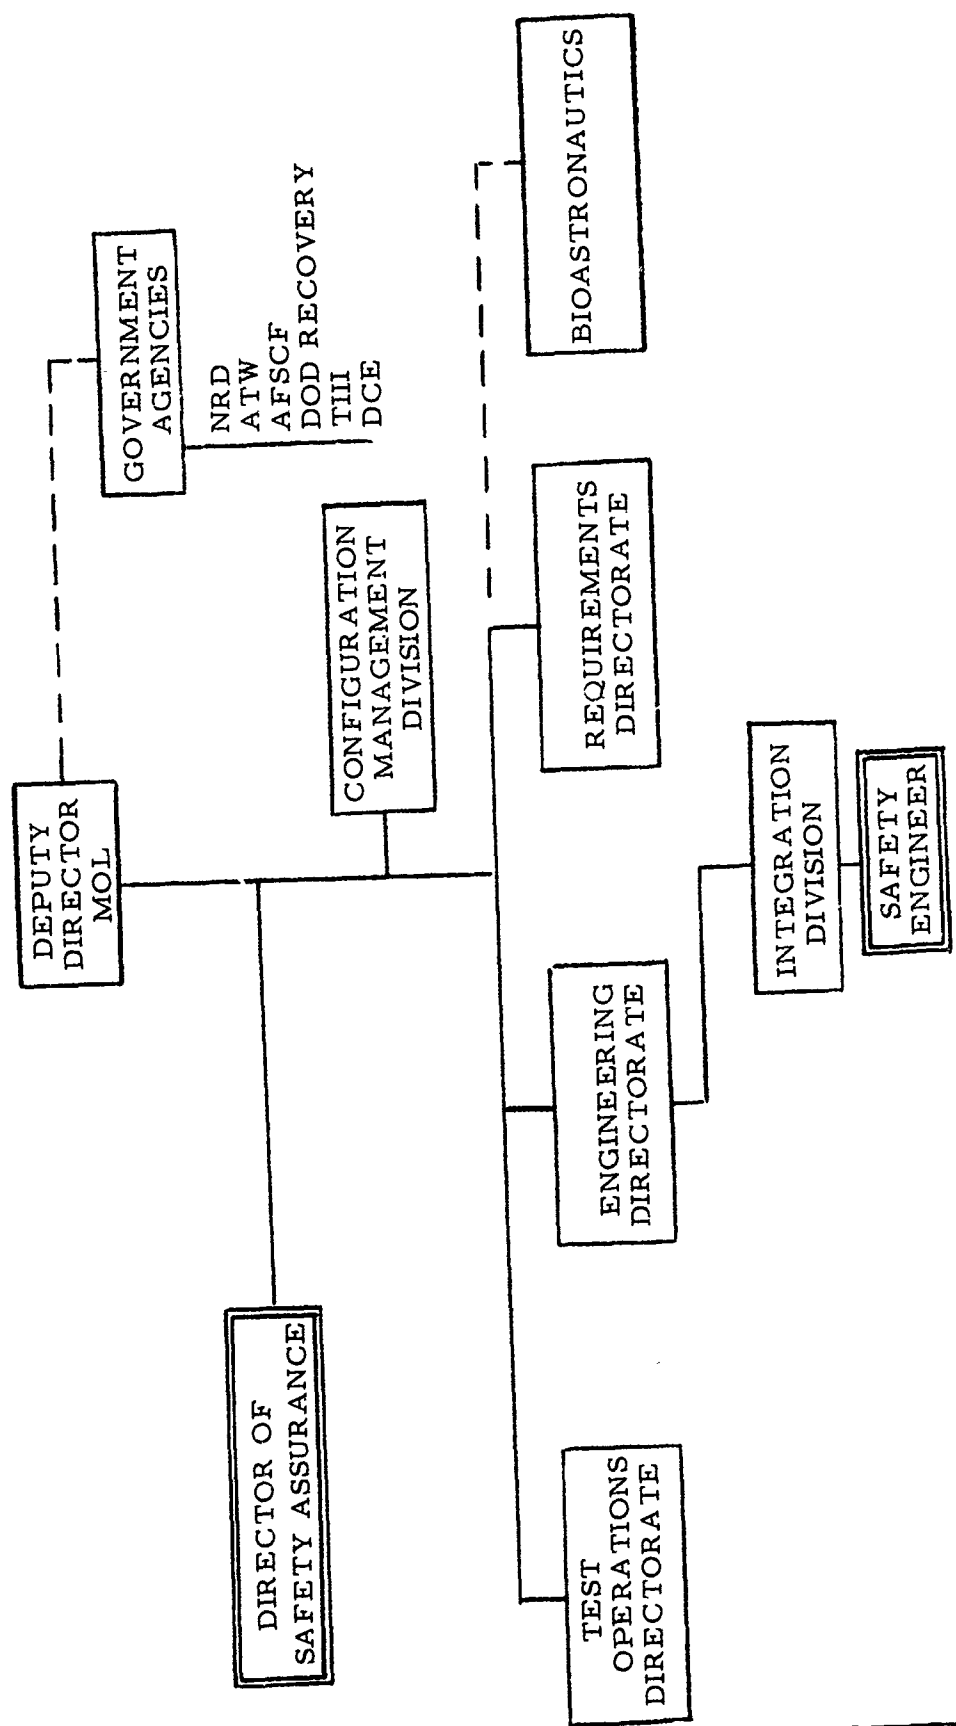 DEPUTY
DIRECTOR
MOL
GOVERNMENT
AGENCIES
NRD
ATW
AFSCF
DOD RECOVERY
TIII
DCE
DIRECTOR OF
SAFETY ASSURANCE
CONFIGURATION
MANAGEMENT
DIVISION
TEST
OPERATIONS
DIRECTORATE
ENGINEERING
DIRECTORATE
REQUIREMENTS
DIRECTORATE
BIOASTRONAUTICS
INTEGRATION
DIVISION
SAFETY
ENGINEER